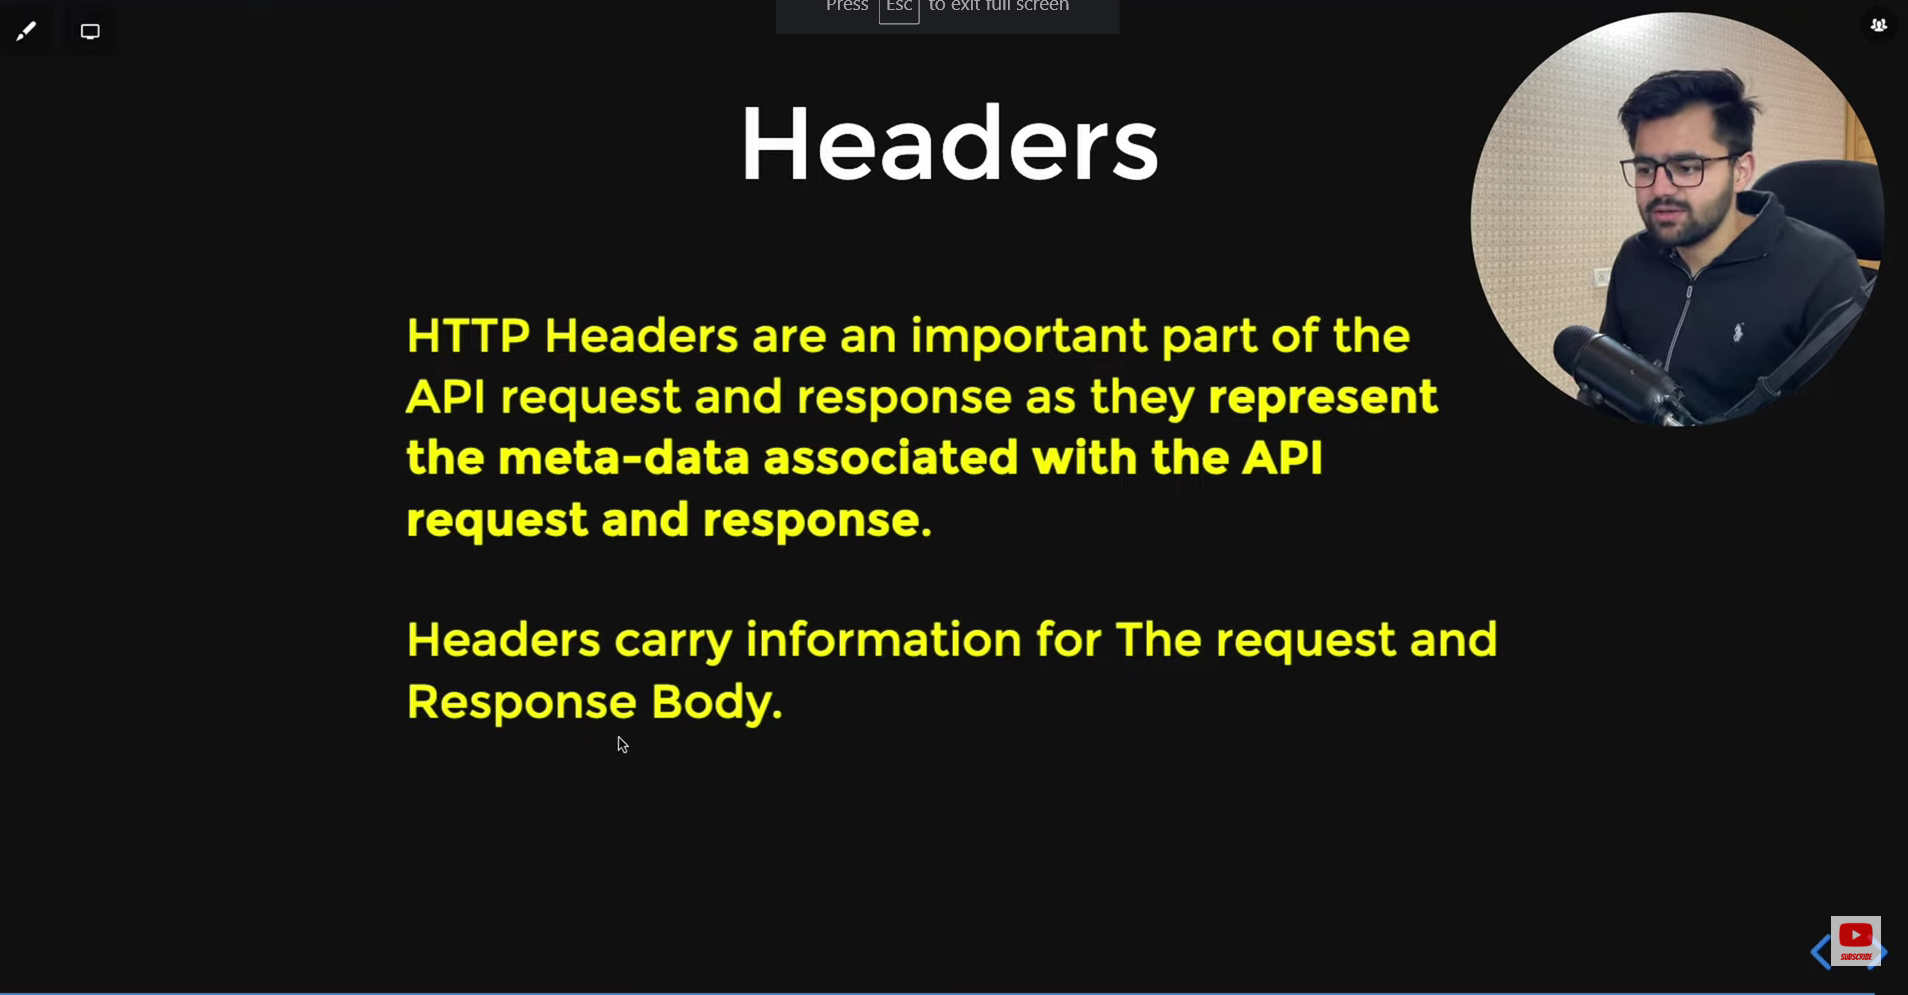 Press Esc to exit full screen
Headers
HTTP Headers are an important part of the
API request and response as they represent
the meta-data associated with the API
request and response.
Headers carry information for The request and
Response Body.
SUBSCRIBE